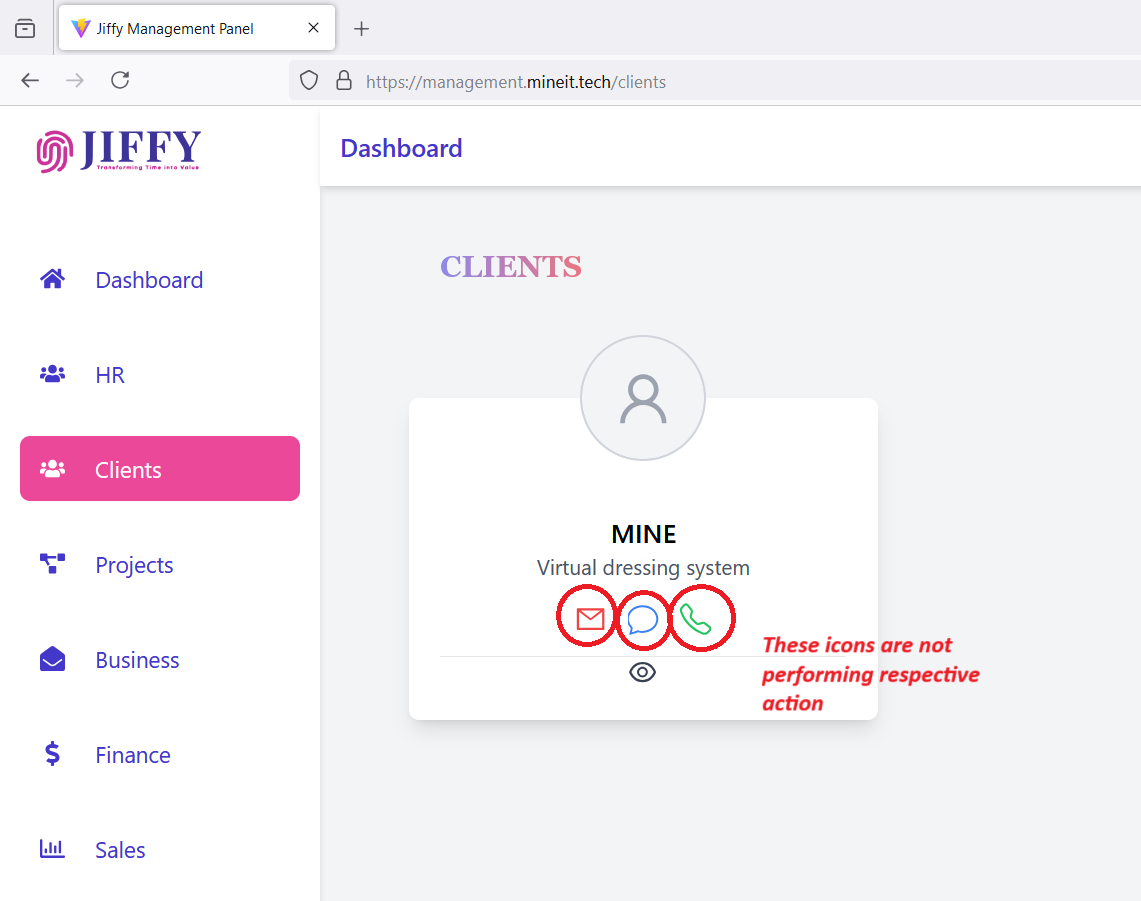 Jiffy Management Panel
https://management.mineit.tech/clients
JIFFY
Transforming Time into Value
Dashboard
Dashboard
HR
Clients
Projects
Business
Finance
Sales
CLIENTS
MINE
Virtual dressing system
These icons are not
performing respective
action